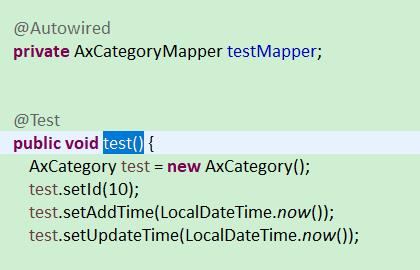 @Autowired
private AxCategoryMapper testMapper;
@Test
public void test() {
AxCategory test = new AxCategory();
test.setId(10);
test.setAddTime(LocalDateTime.now());
test.setUpdateTime(LocalDateTime.now());